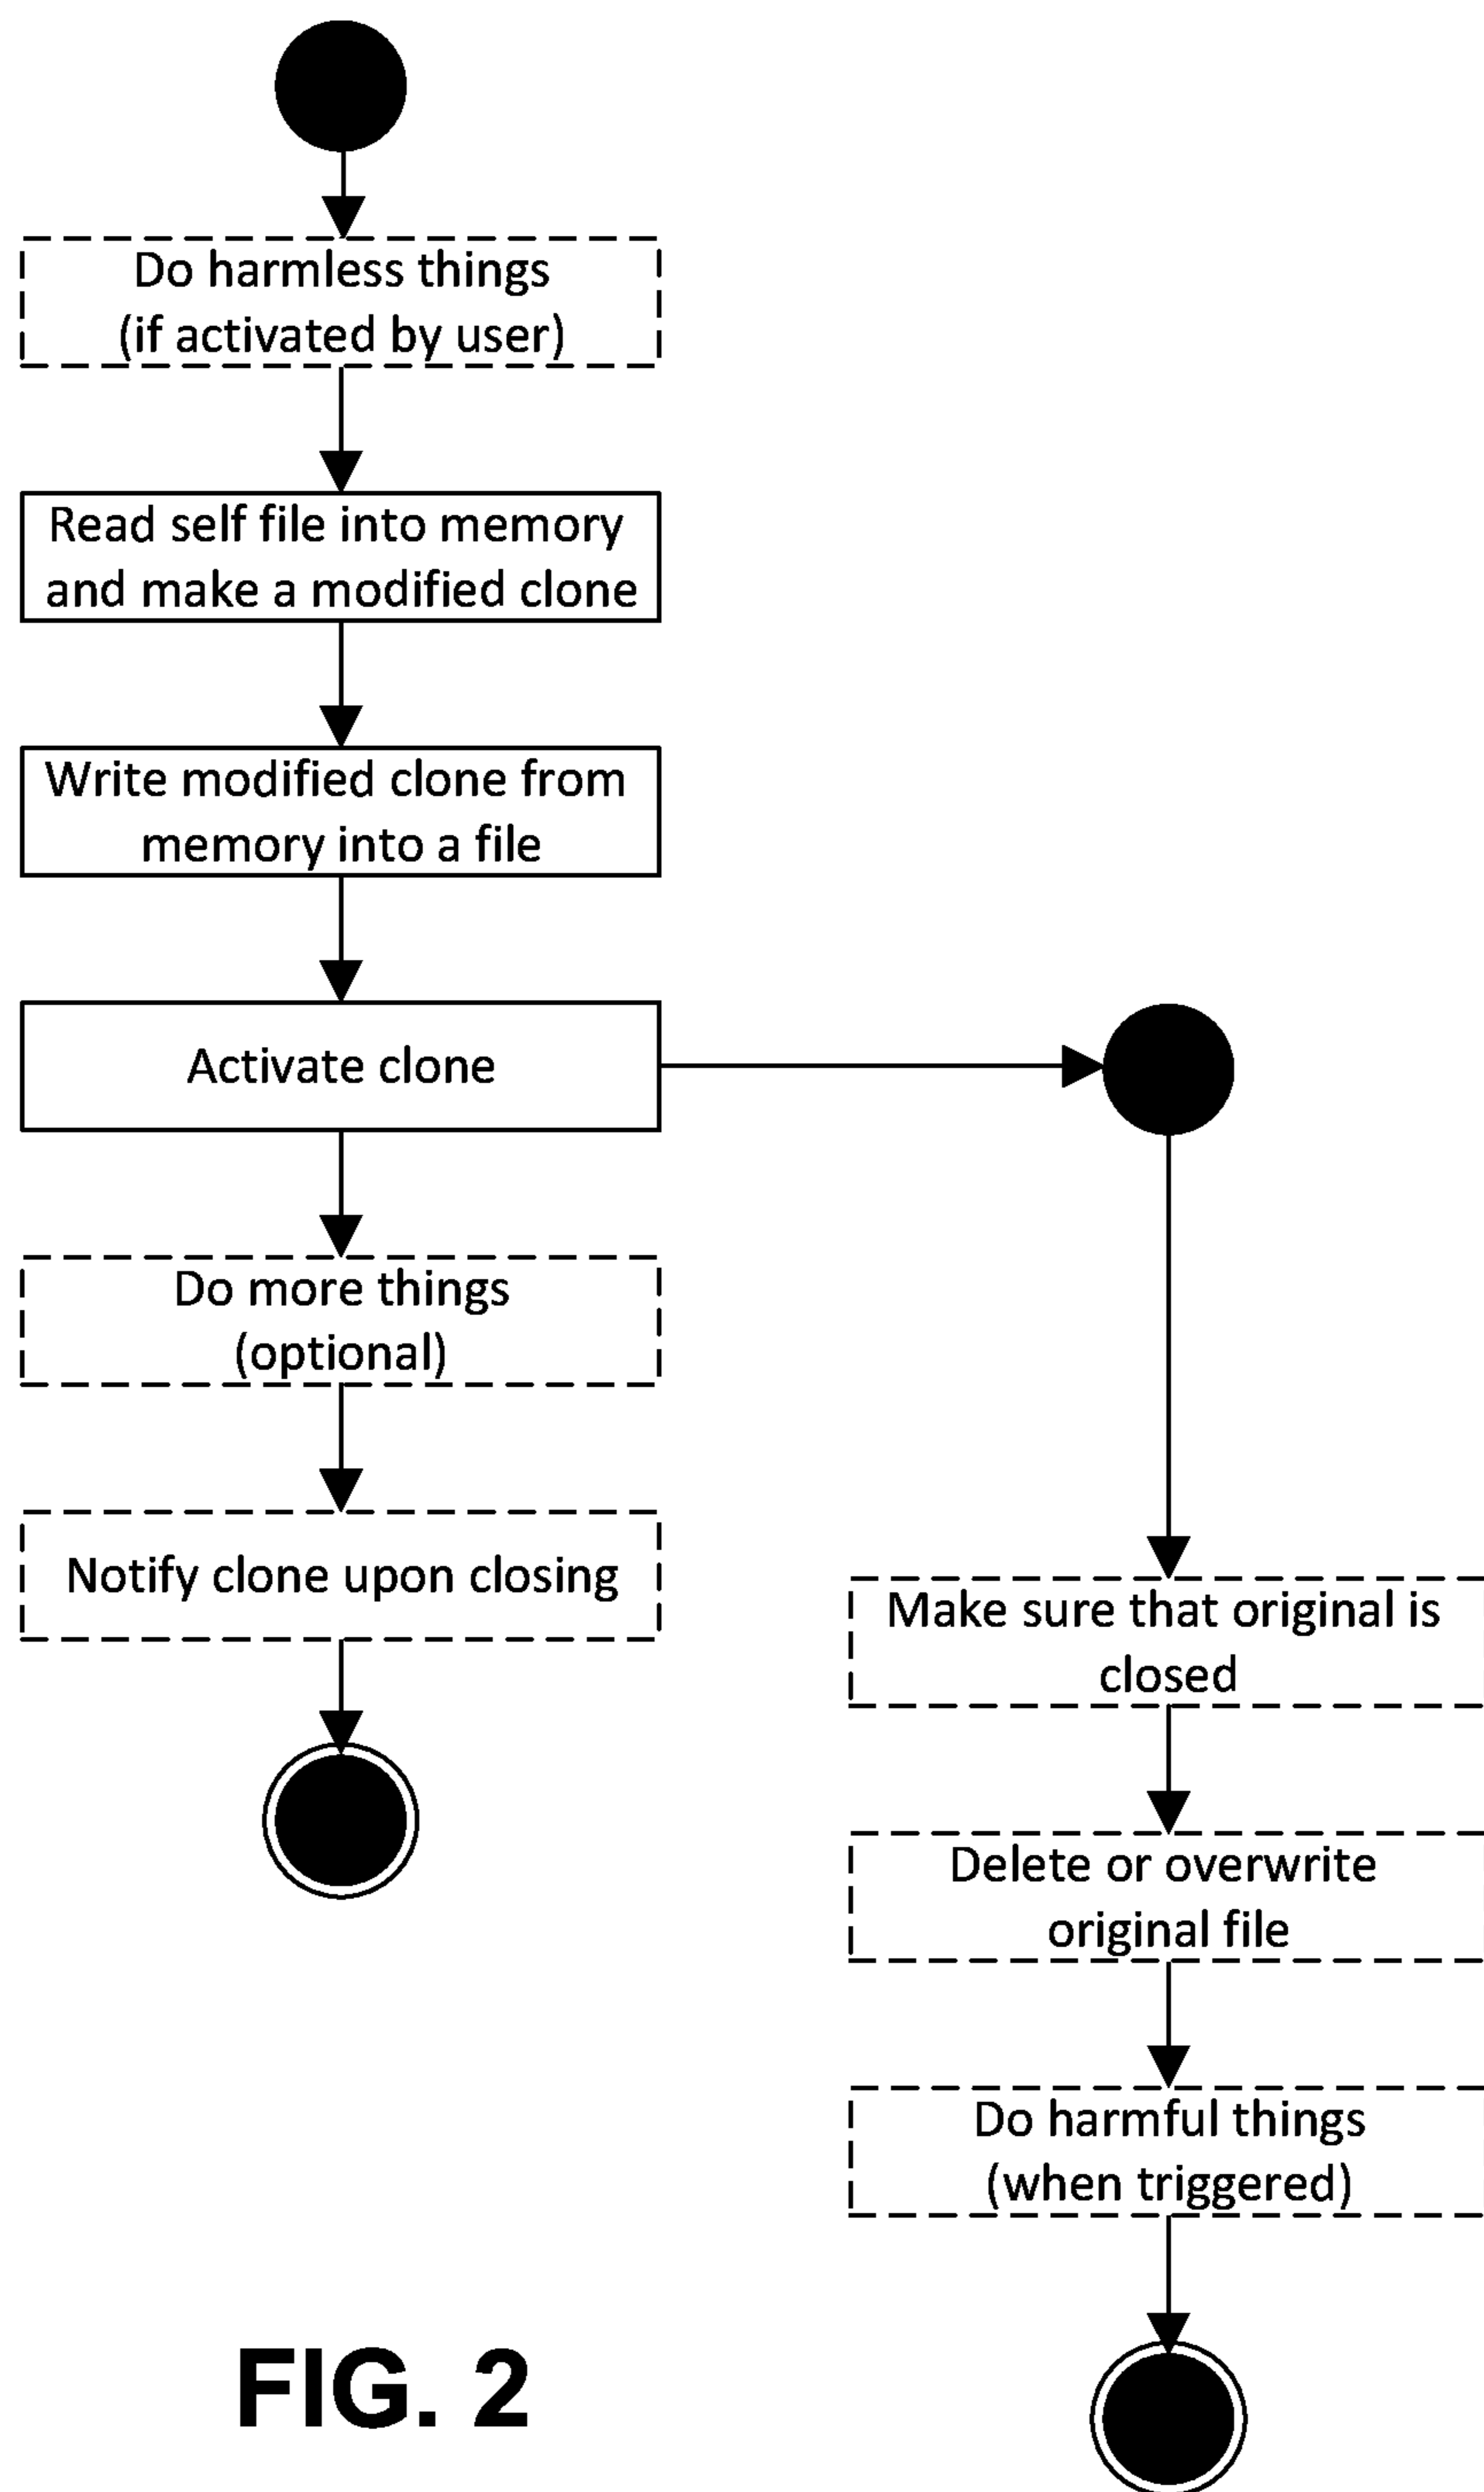 Do harmless things
(if activated by user)
Read self file into memory
and make a modified clone
Write modified clone from
memory into a file
Activate clone
Do more things
(optional)
Notify clone upon closing
Make sure that original is
closed
Delete or overwrite
original file
Do harmful things
(when triggered)
FIG. 2